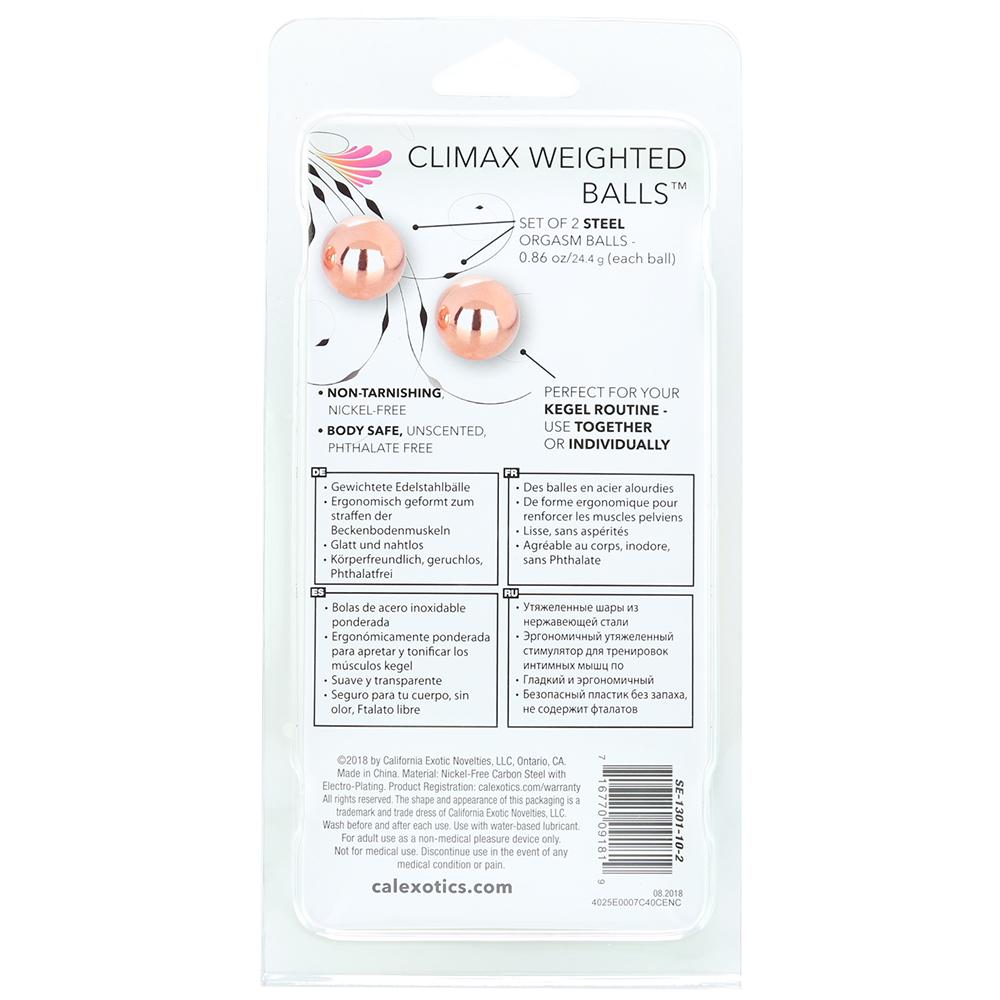 CLIMAX WEIGHTED
BALLS™
SET OF 2 STEEL
ORGASM BALLS -
0.86 oz/24.4 g (each ball)
• NON-TARNISHING,
NICKEL-FREE
• BODY SAFE, UNSCENTED,
PHTHALATE FREE
PERFECT FOR YOUR
KEGEL ROUTINE -
USE TOGETHER
OR INDIVIDUALLY
DE
• Gewichtete Edelstahlbälle
• Ergonomisch geformt zum
straffen der
Beckenbodenmuskeln
• Glatt und nahtlos
• Körperfreundlich, geruchlos,
Phthalatfrei
FR
• Des balles en acier alourdies
• De forme ergonomique pour
renforcer les muscles pelviens
• Lisse, sans aspérités
• Agréable au corps, inodore,
sans Phthalate
ES
• Bolas de acero inoxidable
ponderada
• Ergonómicamente ponderada
para apretar y tonificar los
músculos kegel
• Suave y transparente
• Seguro para tu cuerpo, sin
olor, Ftalato libre
RU
• Утяжеленные шары из
нержавеющей стали
• Эргономичный утяжеленный
стимулятор для тренировок
интимных мышц по
• Гладкий и эргономичный
• Безопасный пластик без запаха,
не содержит фталатов
©2018 by California Exotic Novelties, LLC, Ontario, CA.
Made in China. Material: Nickel-Free Carbon Steel with
Electro-Plating. Product Registration: calexotics.com/warranty
All rights reserved. The shape and appearance of this packaging is a
trademark and trade dress of California Exotic Novelties, LLC.
Wash before and after each use. Use with water-based lubricant.
For adult use as a non-medical pleasure device only.
Not for medical use. Discontinue use in the event of any
medical condition or pain.
calexotics.com
7 16770 09181 9
SE-1301-10-2
08.2018
4025E0007C40CENC